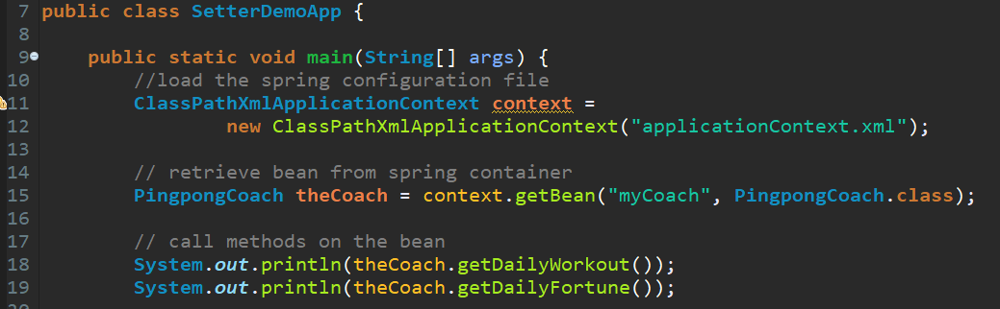 7 public class SetterDemoApp {
8
9 public static void main(String[] args) {
10 //load the spring configuration file
11 ClassPathXmlApplicationContext context =
12 new ClassPathXmlApplicationContext("applicationContext.xml");
13
14 // retrieve bean from spring container
15 PingpongCoach theCoach = context.getBean("myCoach", PingpongCoach.class);
16
17 // call methods on the bean
18 System.out.println(theCoach.getDailyWorkout());
19 System.out.println(theCoach.getDailyFortune());